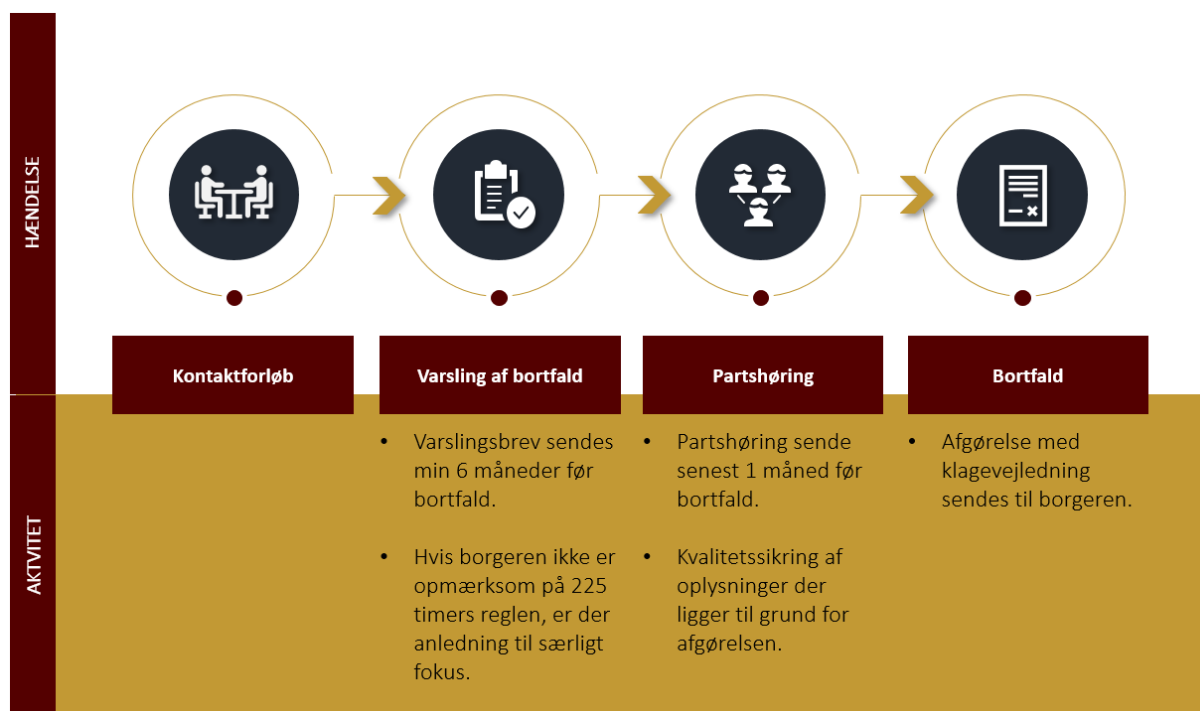 HÆNDELSE
Kontaktforløb
Varsling af bortfald
Partshøring
Bortfald
AKTVITET
• Varslingsbrev sendes
min 6 måneder før
bortfald.
• Hvis borgeren ikke er
opmærksom på 225
timers reglen, er der
anledning til særligt
fokus.
• Partshøring sende
senest 1 måned før
bortfald.
• Kvalitetssikring af
oplysninger der
ligger til grund for
afgørelsen.
• Afgørelse med
klagevejledning
sendes til borgeren.